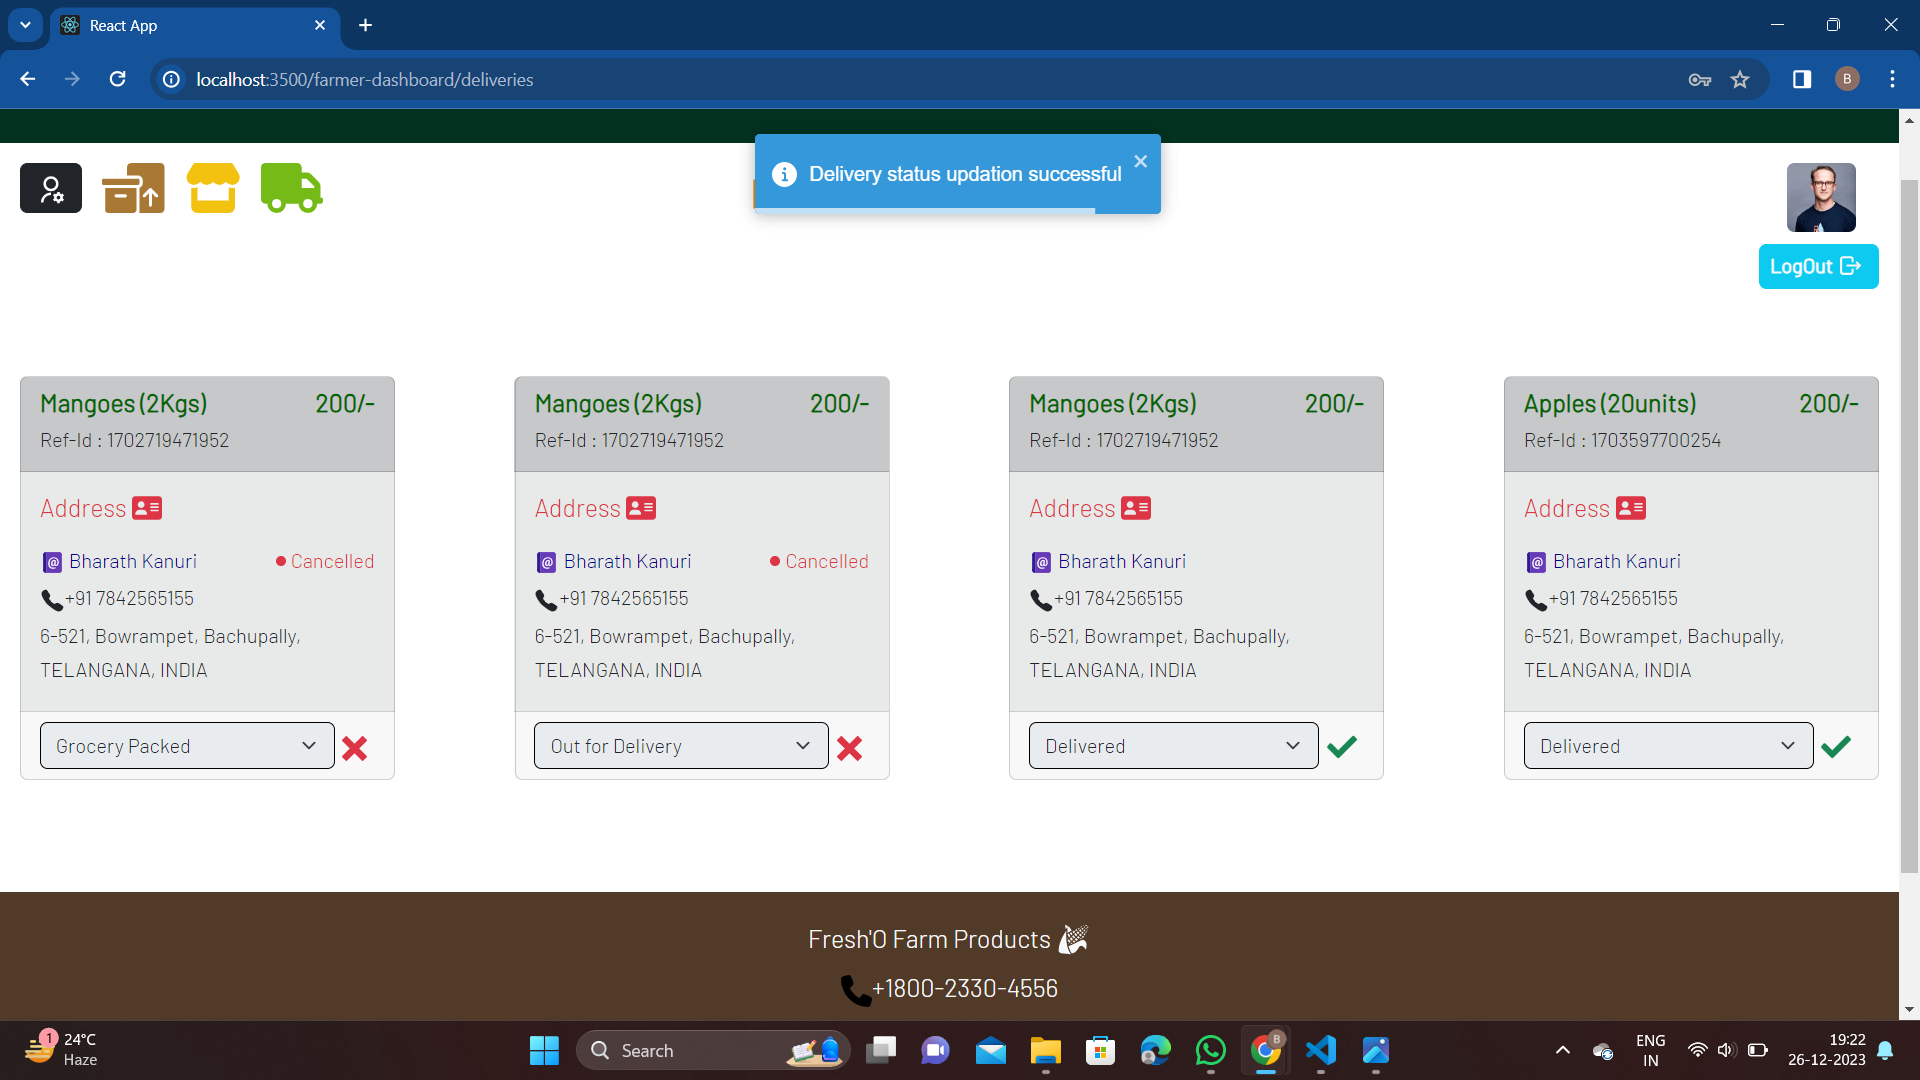 React App
localhost:3500/farmer-dashboard/deliveries
B
Delivery status updation successful
LogOut
Mangoes (2Kgs) 200/-
Ref-Id : 1702719471952
Address
@ Bharath Kanuri Cancelled
+91 7842565155
6-521, Bowrampet, Bachupally,
TELANGANA, INDIA
Grocery Packed
Mangoes (2Kgs) 200/-
Ref-Id : 1702719471952
Address
@ Bharath Kanuri Cancelled
+91 7842565155
6-521, Bowrampet, Bachupally,
TELANGANA, INDIA
Out for Delivery
Mangoes (2Kgs) 200/-
Ref-Id : 1702719471952
Address
@ Bharath Kanuri
+91 7842565155
6-521, Bowrampet, Bachupally,
TELANGANA, INDIA
Delivered
Apples (20units) 200/-
Ref-Id : 1703597700254
Address
@ Bharath Kanuri
+91 7842565155
6-521, Bowrampet, Bachupally,
TELANGANA, INDIA
Delivered
Fresh'O Farm Products
+1800-2330-4556
1
24°C
Haze
Search
B
ENG
IN
19:22
26-12-2023